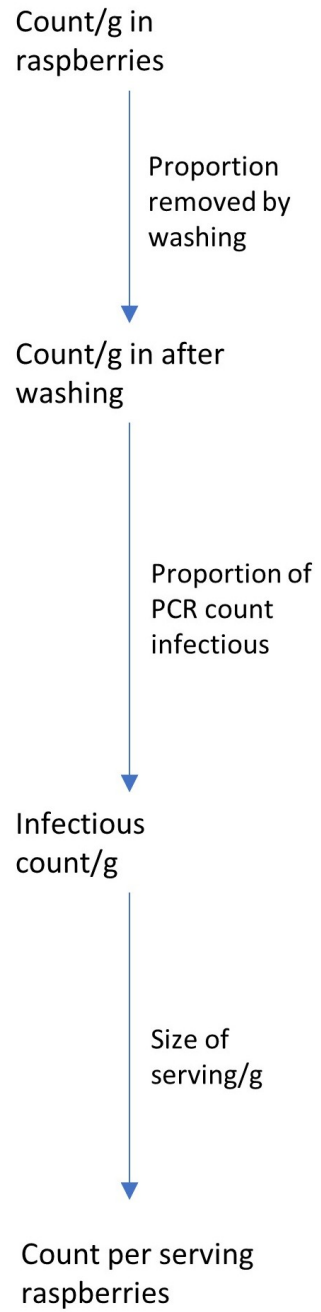 Count/g in
raspberries
Proportion
removed by
washing
Count/g in after
washing
Proportion of
PCR count
infectious
Infectious
count/g
Size of
serving/g
Count per serving
raspberries